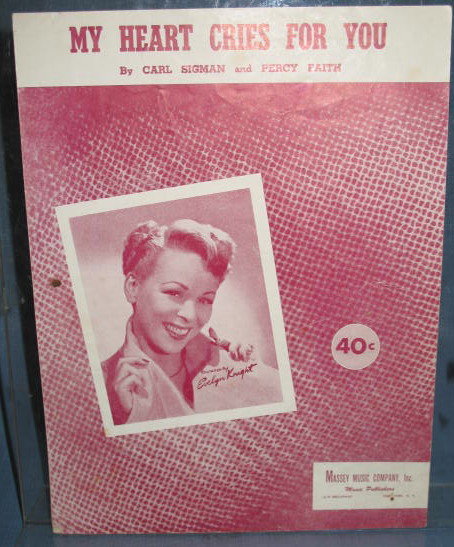 MY HEART CRIES FOR YOU
By CARL SIGMAN and PERCY FAITH
Evelyn Knight
40c
MASSEY MUSIC COMPANY, Inc.
Music Publishers